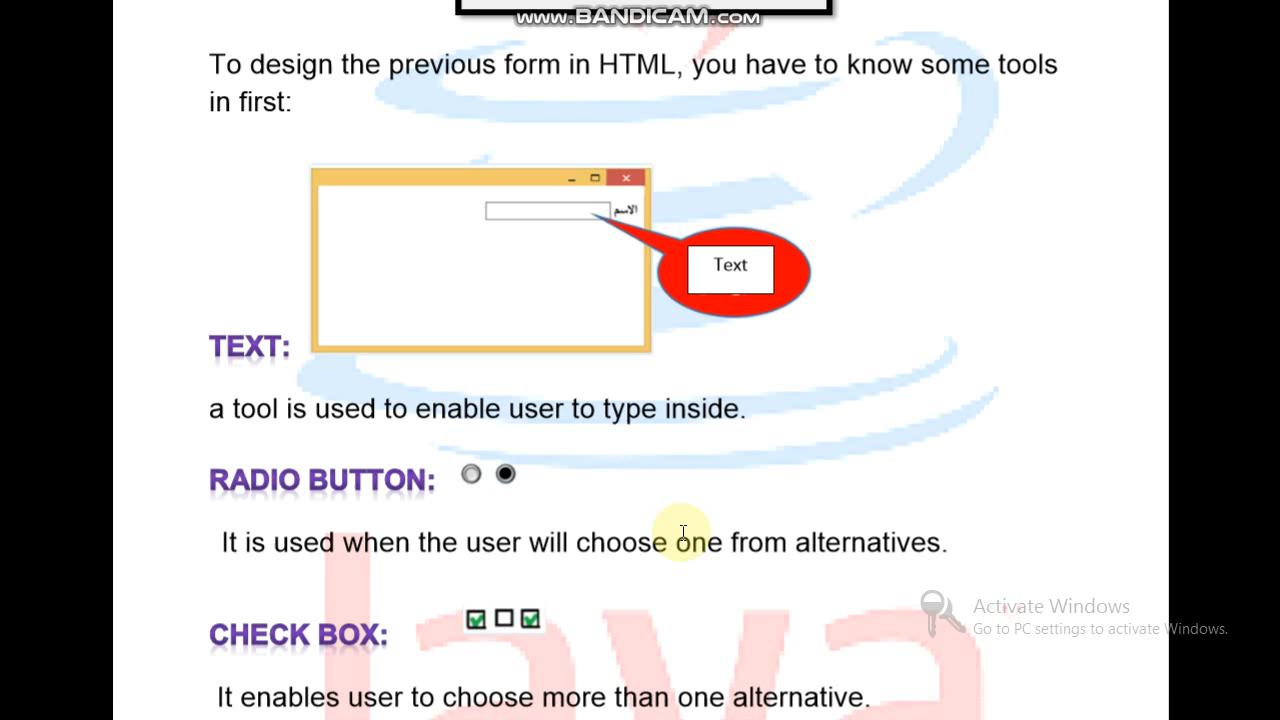 www.BANDICAM.com
To design the previous form in HTML, you have to know some tools
in first:
الاسم
Text
TEXT:
a tool is used to enable user to type inside.
RADIO BUTTON:
It is used when the user will choose one from alternatives.
Activate Windows
Go to PC settings to activate Windows.
CHECK BOX:
It enables user to choose more than one alternative.
Java